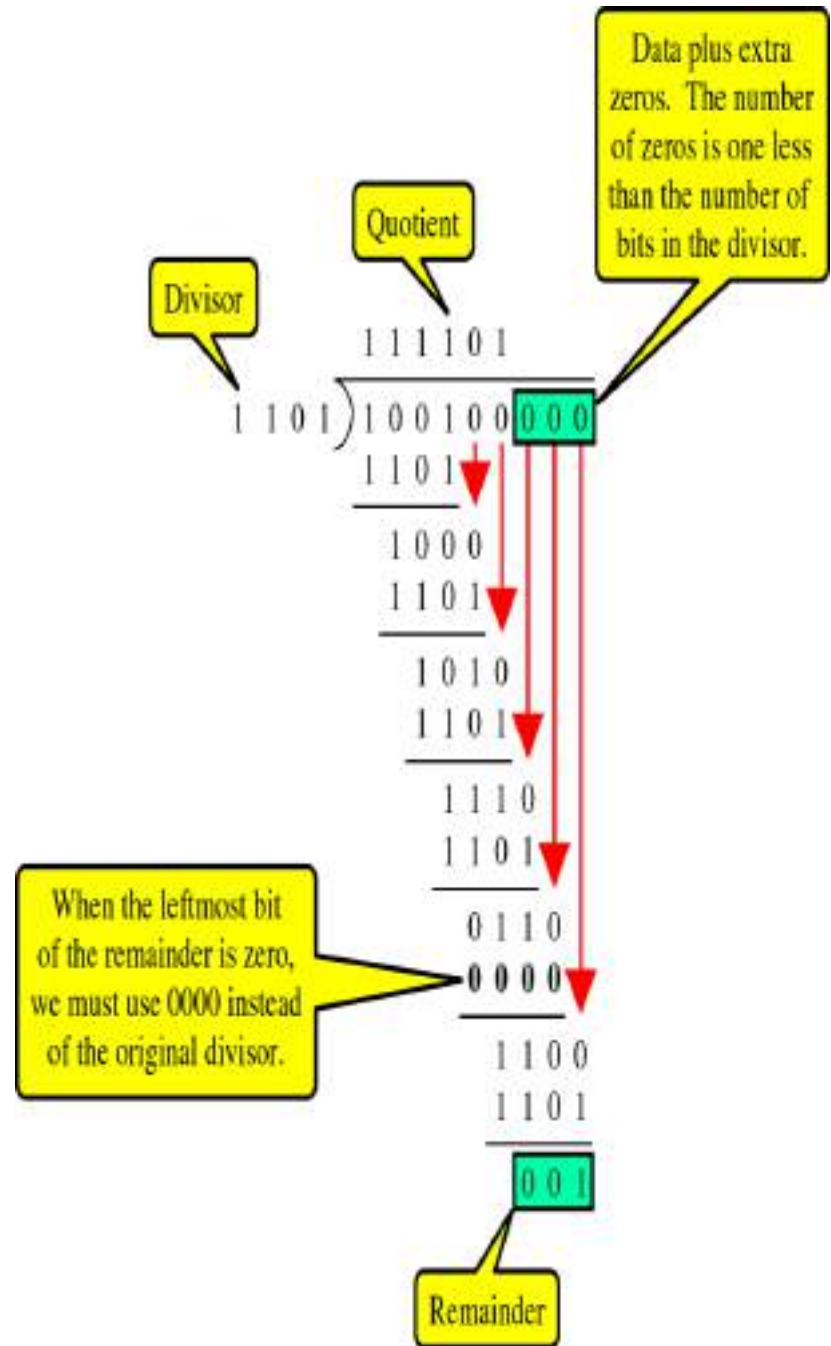 Data plus extra
zeros. The number
of zeros is one less
than the number of
bits in the divisor.
Quotient
Divisor
1 1 1 1 0 1
1 1 0 1 ) 1 0 0 1 0 0 0 0 0
1 1 0 1
1 0 0 0
1 1 0 1
1 0 1 0
1 1 0 1
1 1 1 0
1 1 0 1
0 1 1 0
0 0 0 0
When the leftmost bit
of the remainder is zero,
we must use 0000 instead
of the original divisor.
1 1 0 0
1 1 0 1
0 0 1
Remainder